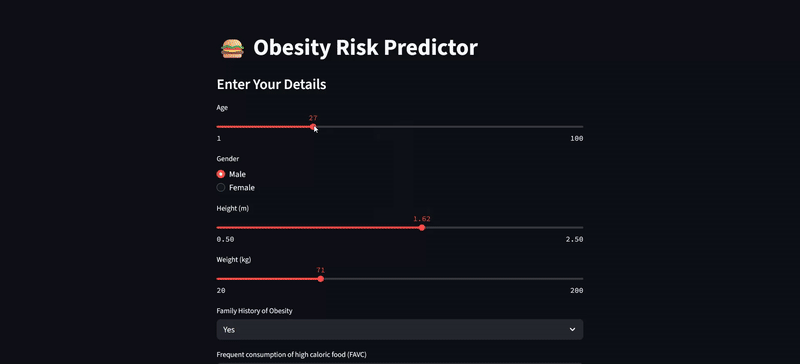 Obesity Risk Predictor
Enter Your Details
Age
27
1 100
Gender
Male
Female
Height (m)
1.62
0.50 2.50
Weight (kg)
71
20 200
Family History of Obesity
Yes
Frequent consumption of high caloric food (FAVC)